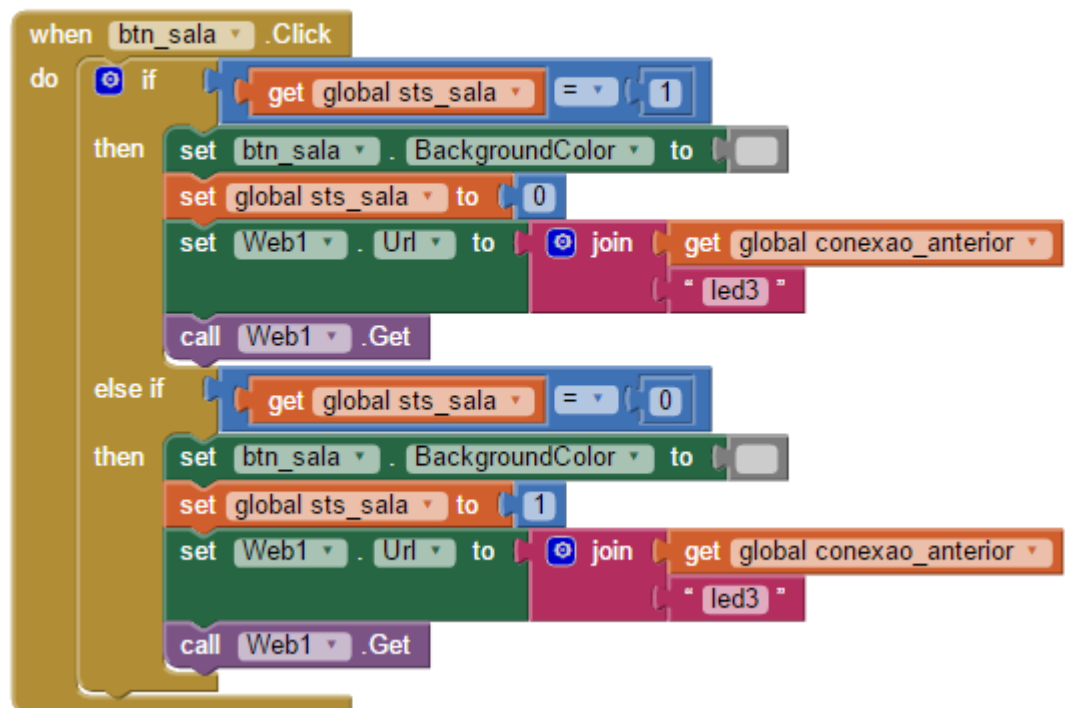 when btn_sala .Click
do if get global sts_sala = 1
then set btn_sala . BackgroundColor to
set global sts_sala to 0
set Web1 . Url to join get global conexao_anterior
“ led3 ”
call Web1 .Get
else if get global sts_sala = 0
then set btn_sala . BackgroundColor to
set global sts_sala to 1
set Web1 . Url to join get global conexao_anterior
“ led3 ”
call Web1 .Get